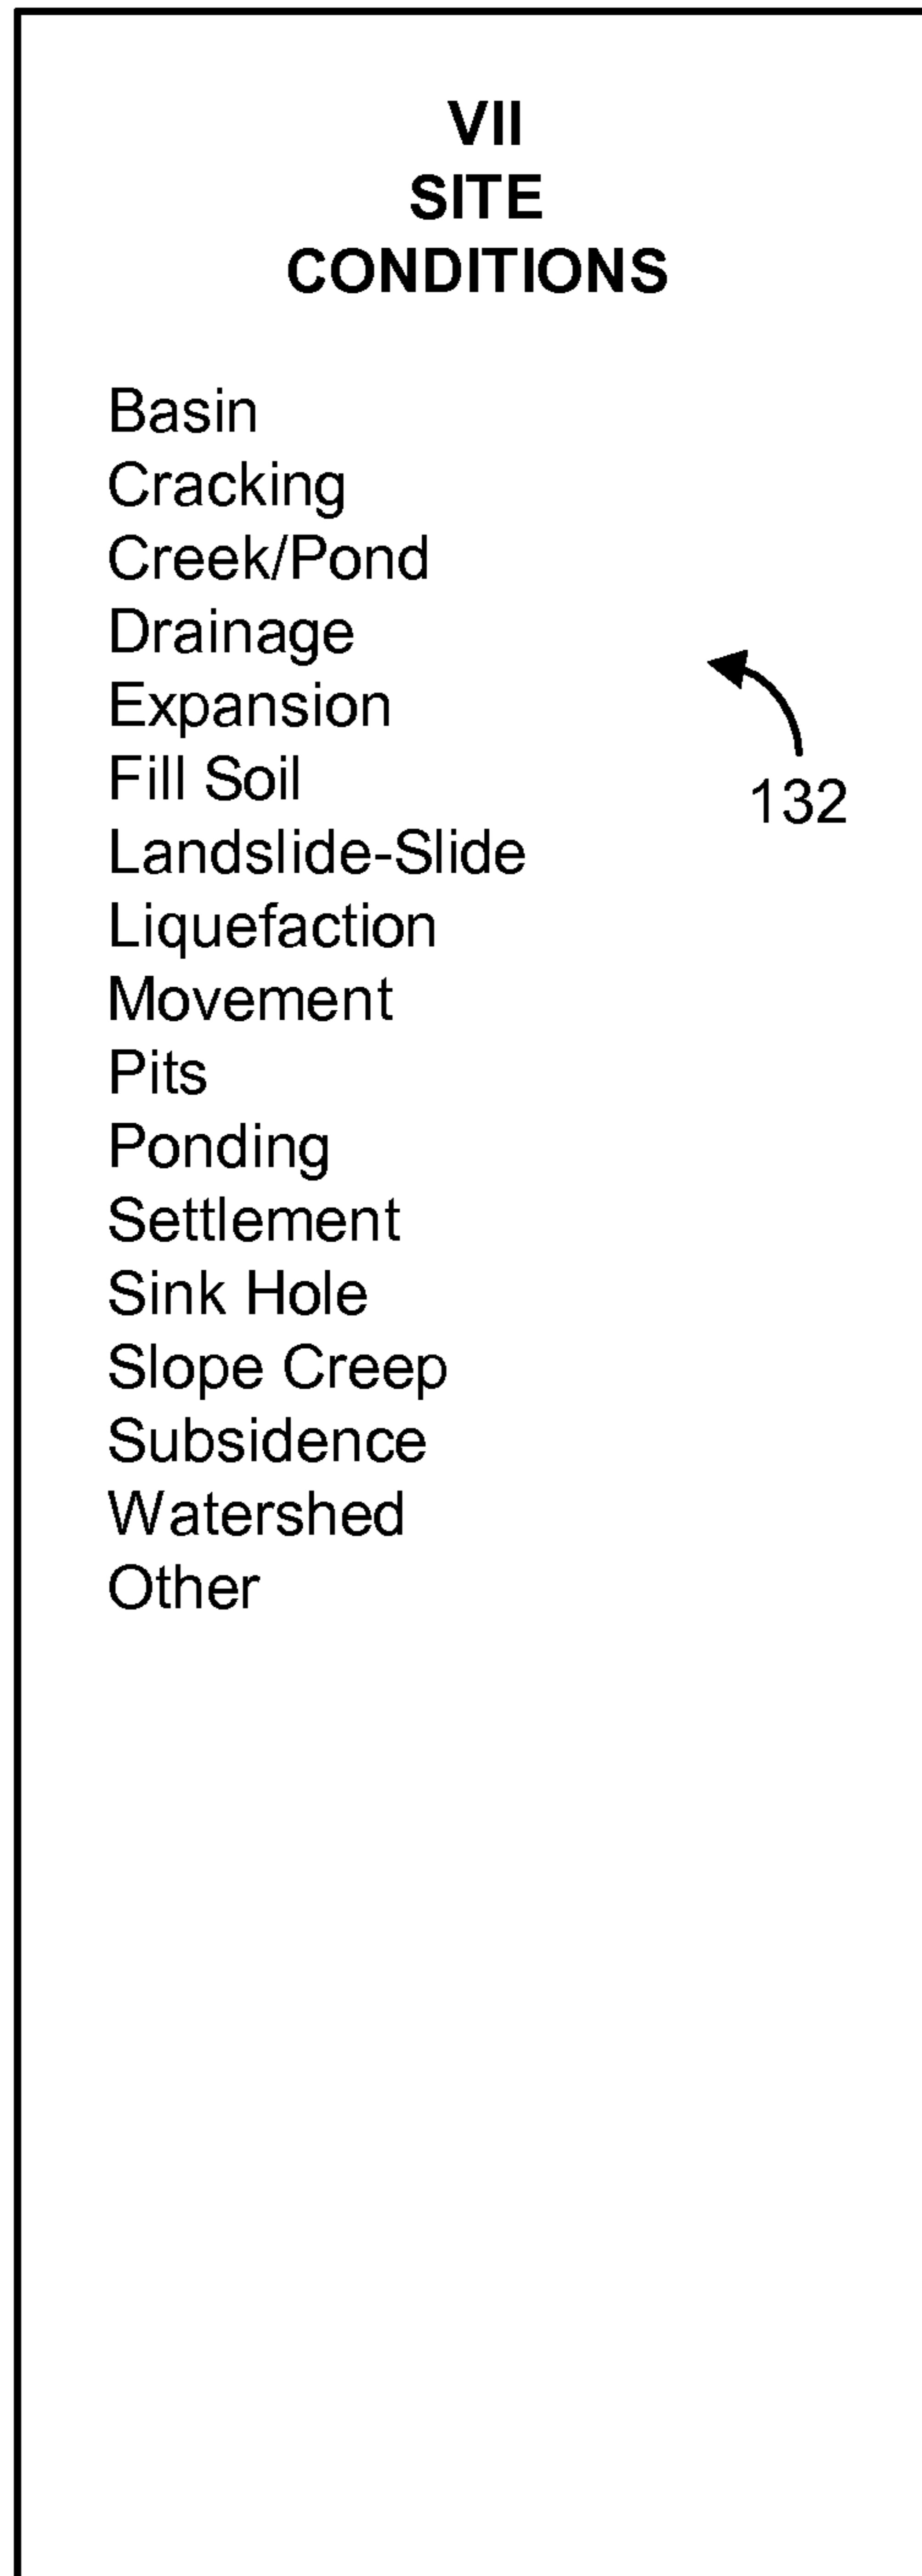 VII
SITE
CONDITIONS
Basin
Cracking
Creek/Pond
Drainage
Expansion
Fill Soil
132
Landslide-Slide
Liquefaction
Movement
Pits
Ponding
Settlement
Sink Hole
Slope Creep
Subsidence
Watershed
Other